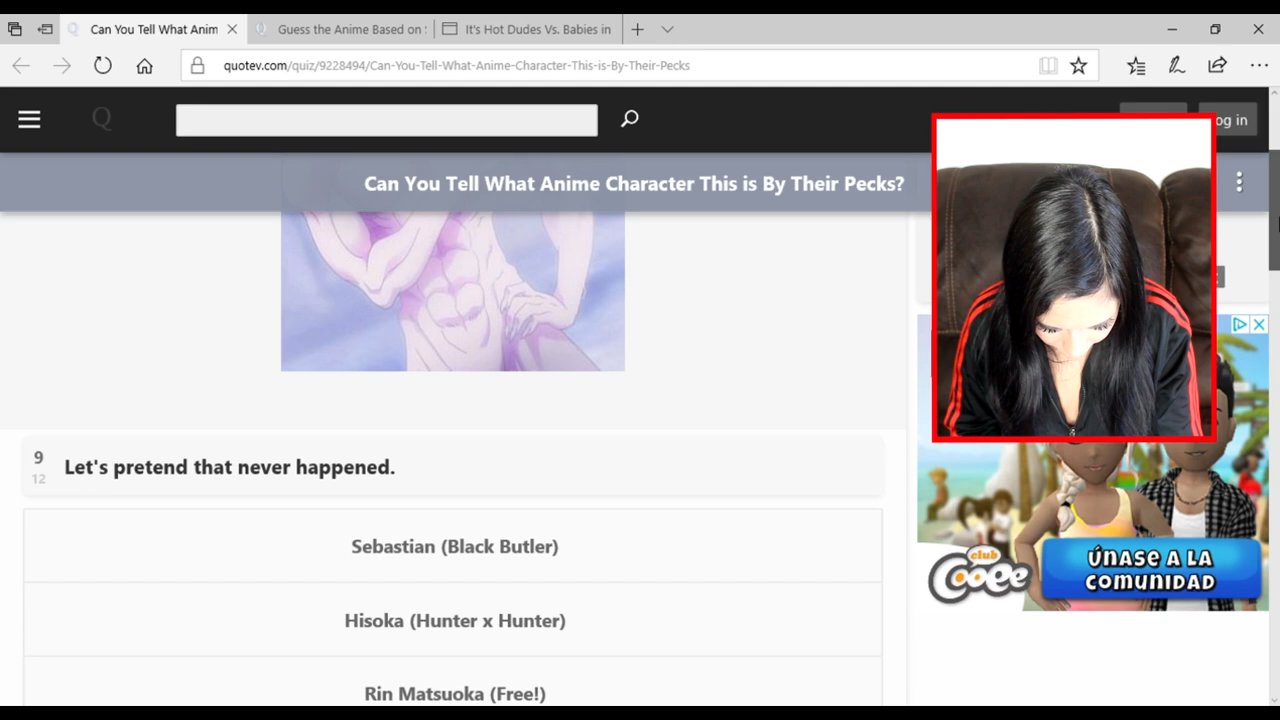 Can You Tell What Anim
Guess the Anime Based on
It's Hot Dudes Vs. Babies in
quotev.com/quiz/9228494/Can-You-Tell-What-Anime-Character-This-is-By-Their-Pecks
Q
og in
Can You Tell What Anime Character This is By Their Pecks?
9
12
Let's pretend that never happened.
Sebastian (Black Butler)
Hisoka (Hunter x Hunter)
Rin Matsuoka (Free!)
club
Cooee
ÚNASE A LA
COMUNIDAD